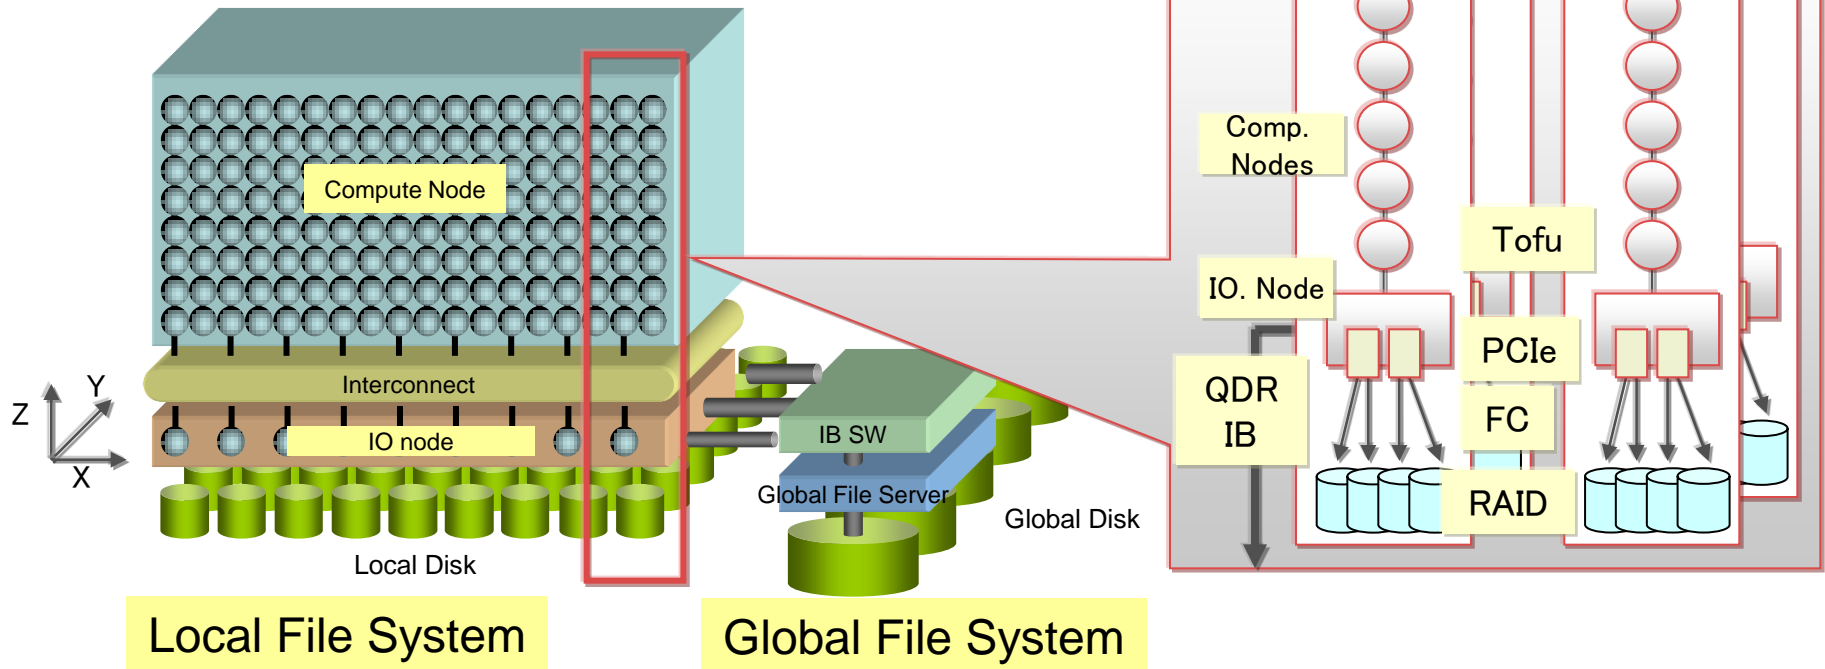 Compute Node
Interconnect
IO node
Z
Y
X
Local Disk
Local File System
IB SW
Global File Server
Global Disk
Global File System
Comp.
Nodes
IO. Node
QDR
IB
Tofu
PCIe
FC
RAID